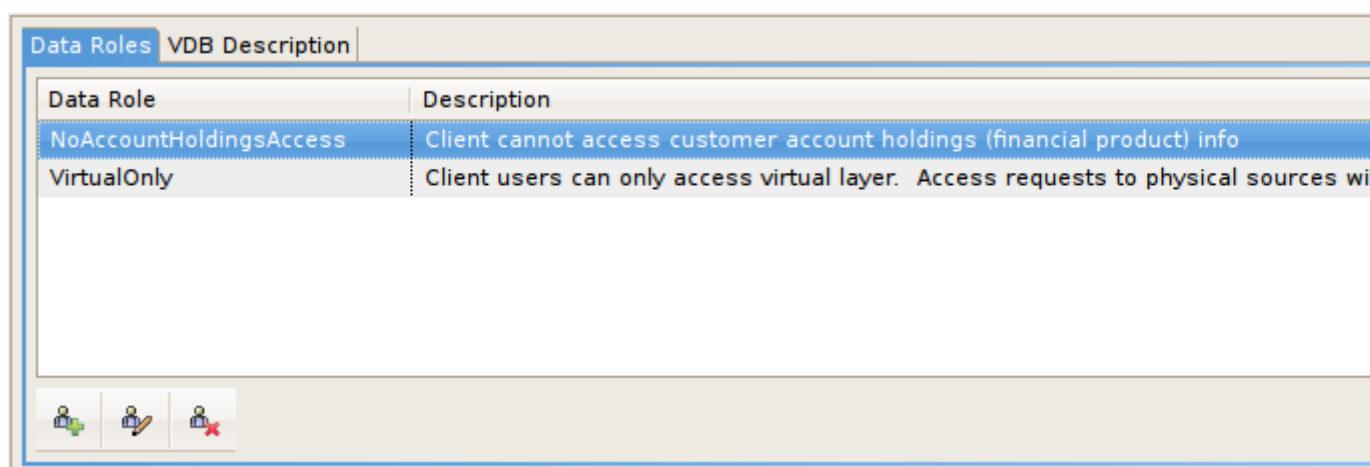 Data Roles VDB Description
Data Role Description
NoAccountHoldingsAccess Client cannot access customer account holdings (financial product) info
VirtualOnly Client users can only access virtual layer.  Access requests to physical sources